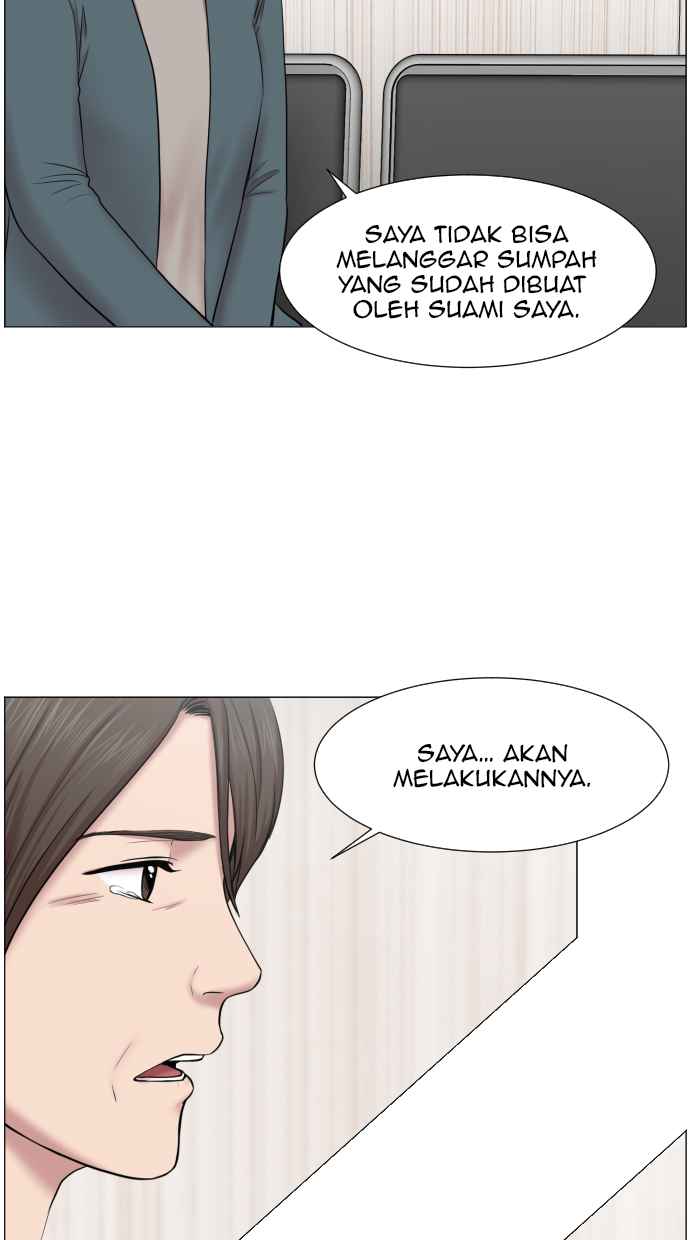 SAYA TIDAK BISA
MELANGGAR SUMPAH
YANG SUDAH DIBUAT
OLEH SUAMI SAYA.
SAYA... AKAN
MELAKUKANNYA.